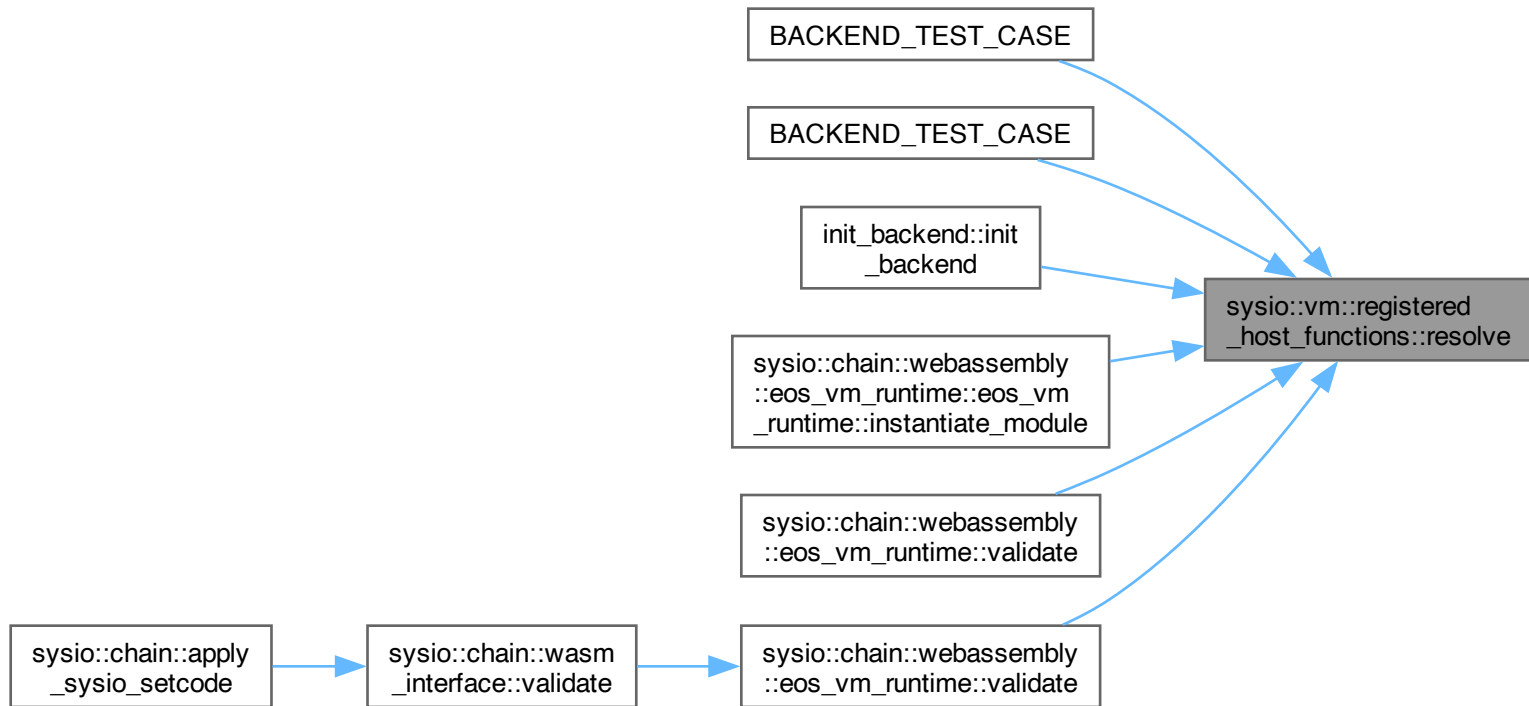 BACKEND_TEST_CASE
BACKEND_TEST_CASE
init_backend::init
_backend
sysio::vm::registered
_host_functions::resolve
sysio::chain::webassembly
::eos_vm_runtime::eos_vm
_runtime::instantiate_module
sysio::chain::webassembly
::eos_vm_runtime::validate
sysio::chain::apply
_sysio_setcode
sysio::chain::wasm
_interface::validate
sysio::chain::webassembly
::eos_vm_runtime::validate